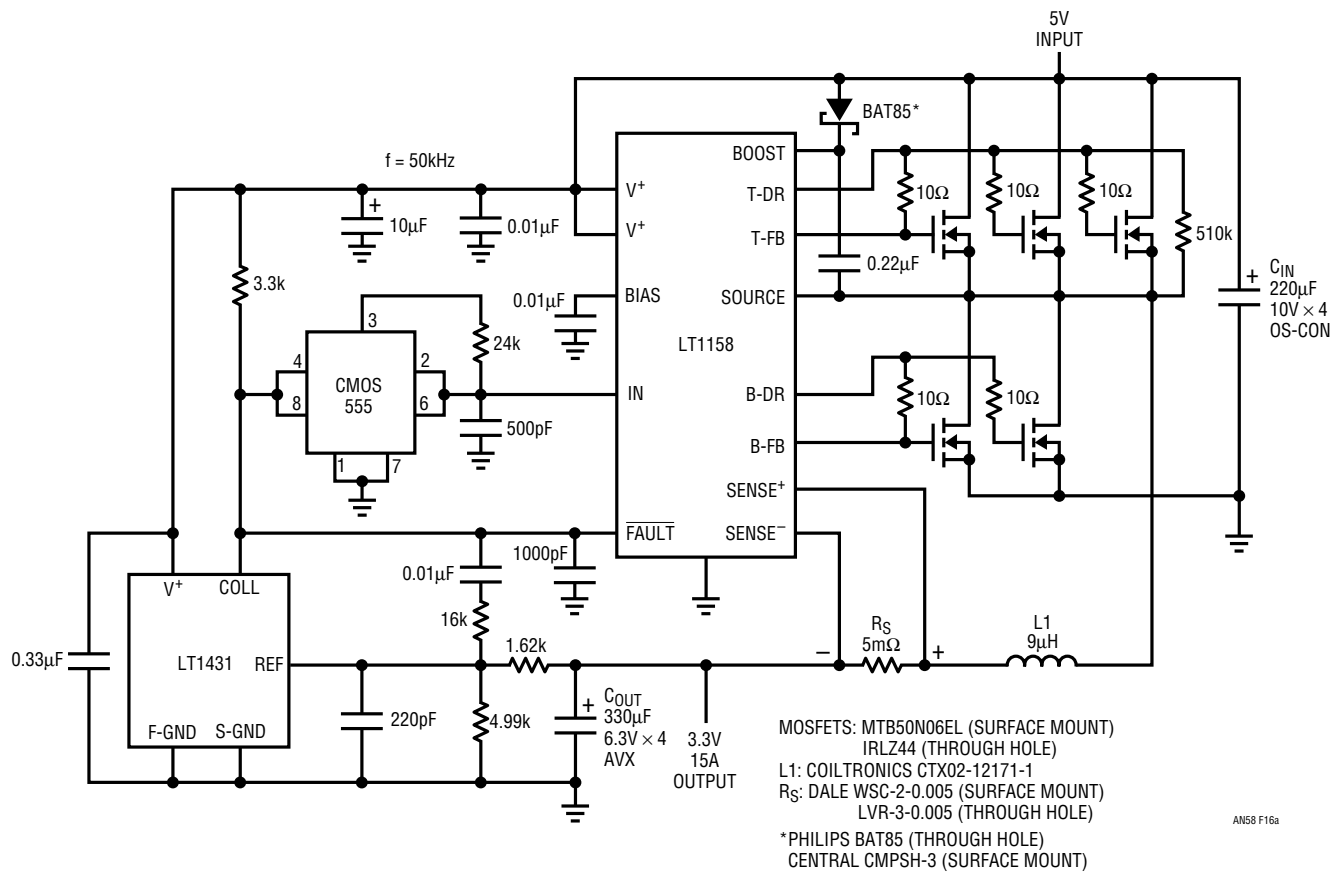 5V
INPUT
BAT85*
f = 50kHz
BOOST
V+
T-DR
10Ω
10Ω
10Ω
+
10µF
0.01µF
V+
T-FB
510k
3.3k
0.22µF
CIN
+ 220µF
10V × 4
OS-CON
0.01µF
BIAS
SOURCE
3
24k
LT1158
4
2
CMOS
555
8
6
IN
B-DR
10Ω
10Ω
500pF
B-FB
1
7
SENSE+
FAULT
SENSE–
1000pF
0.01µF
V+
COLL
16k
RS
5mΩ
L1
9µH
1.62k
0.33µF
LT1431
REF
–
+
COUT
+ 330µF
6.3V × 4
AVX
220pF
4.99k
3.3V
15A
OUTPUT
F-GND
S-GND
MOSFETS: MTB50N06EL (SURFACE MOUNT)
IRLZ44 (THROUGH HOLE)
L1: COILTRONICS CTX02-12171-1
RS: DALE WSC-2-0.005 (SURFACE MOUNT)
LVR-3-0.005 (THROUGH HOLE)
*PHILIPS BAT85 (THROUGH HOLE)
CENTRAL CMPSH-3 (SURFACE MOUNT)
AN58 F16a